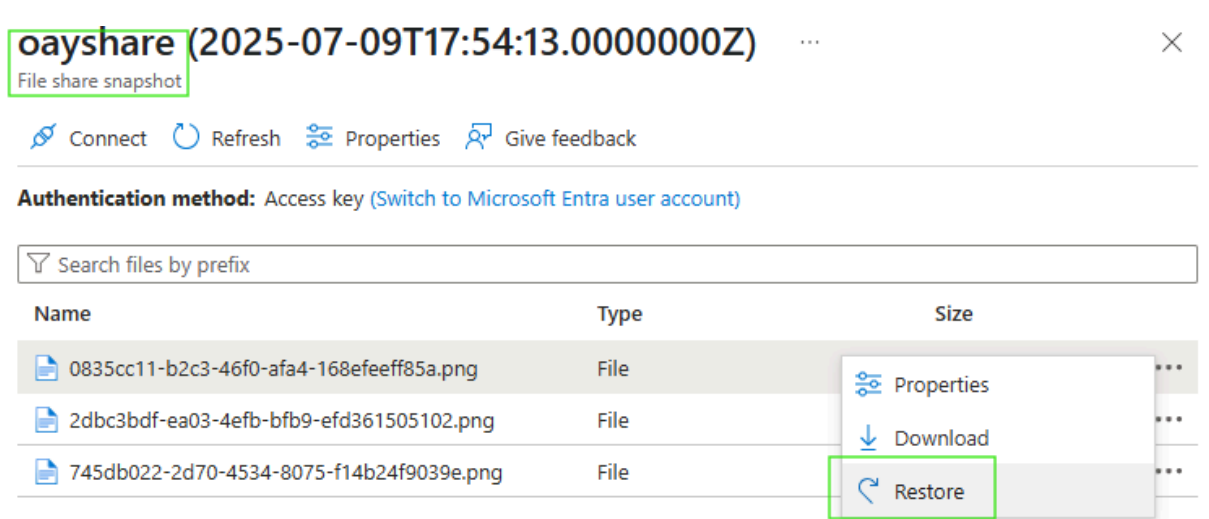 oayshare (2025-07-09T17:54:13.0000000Z) ...
File share snapshot
Connect Refresh Properties Give feedback
Authentication method: Access key (Switch to Microsoft Entra user account)
Search files by prefix
Name Type Size
0835cc11-b2c3-46f0-afa4-168efeeff85a.png File
Properties
2dbc3bdf-ea03-4efb-bfb9-efd361505102.png File
Download
745db022-2d70-4534-8075-f14b24f9039e.png File
Restore